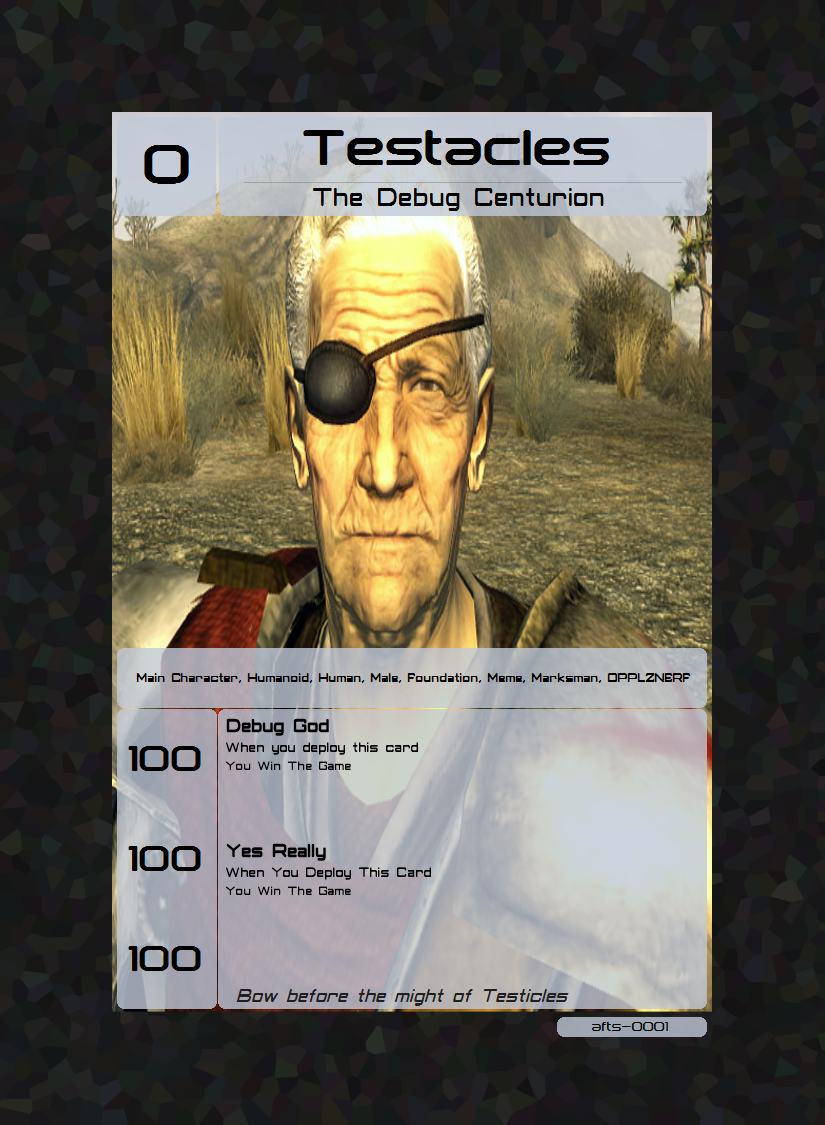 0
Testacles
The Debug Centurion
Main Character, Humanoid, Human, Male, Foundation, Meme, Marksman, OPPLZNERF
100
Debug God
When you deploy this card
You Win The Game
100
Yes Really
When You Deploy This Card
You Win The Game
100
Bow before the might of Testicles
afts-0001